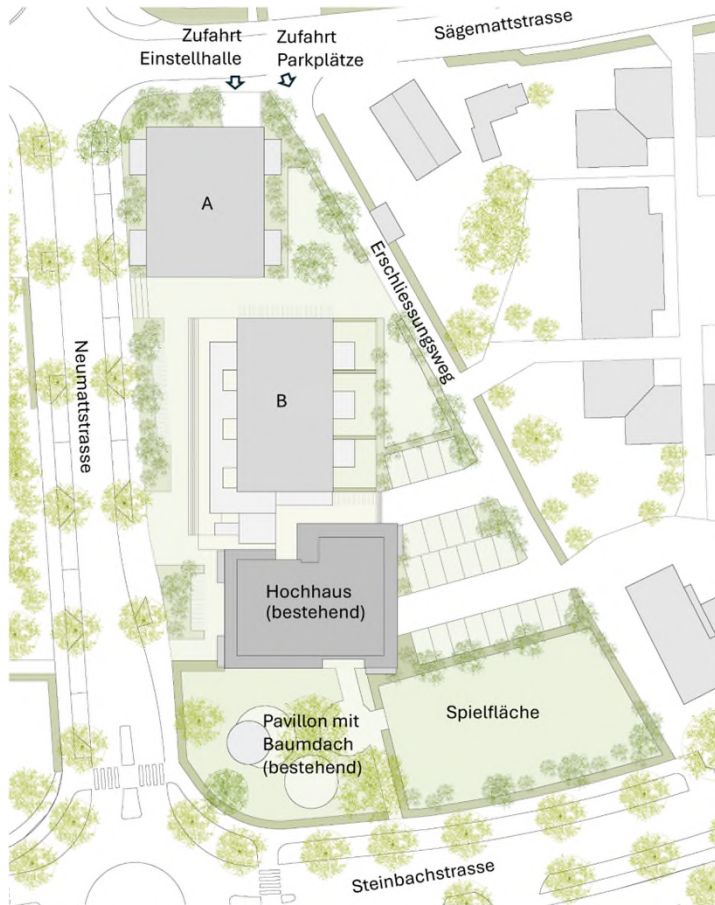 Sägemattstrasse
Zufahrt
Einstellhalle
Zufahrt
Parkplätze
A
Erschliessungsweg
Neumattstrasse
B
Hochhaus
(bestehend)
Spielfläche
Pavillon mit
Baumdach
(bestehend)
Steinbachstrasse